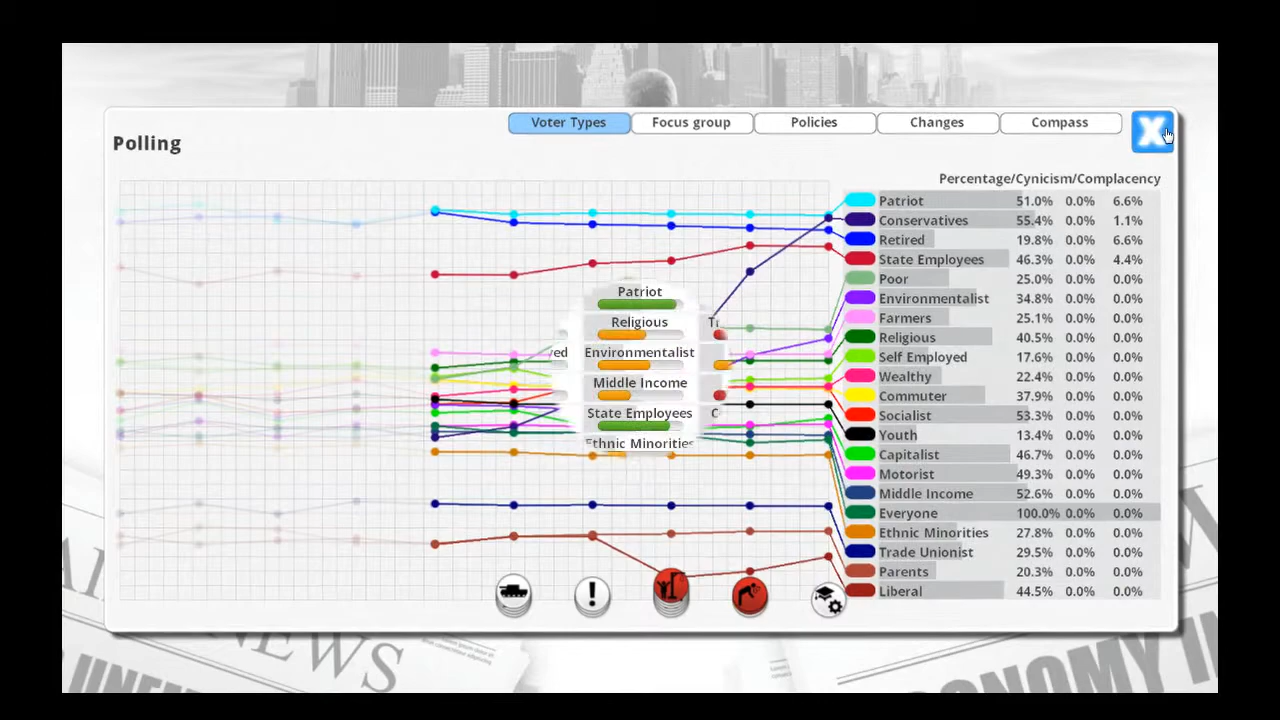 Voter Types Focus group Policies Changes Compass X
Polling
Percentage/Cynicism/Complacency
Patriot 51.0% 0.0% 6.6%
Conservatives 55.4% 0.0% 1.1%
Retired 19.8% 0.0% 6.6%
State Employees 46.3% 0.0% 4.4%
Poor 25.0% 0.0% 0.0%
Environmentalist 34.8% 0.0% 0.0%
Farmers 25.1% 0.0% 0.0%
Religious 40.5% 0.0% 0.0%
Self Employed 17.6% 0.0% 0.0%
Wealthy 22.4% 0.0% 0.0%
Commuter 37.9% 0.0% 0.0%
Socialist 53.3% 0.0% 0.0%
Youth 13.4% 0.0% 0.0%
Capitalist 46.7% 0.0% 0.0%
Motorist 49.3% 0.0% 0.0%
Middle Income 52.6% 0.0% 0.0%
Everyone 100.0% 0.0% 0.0%
Ethnic Minorities 27.8% 0.0% 0.0%
Trade Unionist 29.5% 0.0% 0.0%
Parents 20.3% 0.0% 0.0%
Liberal 44.5% 0.0% 0.0%
Patriot
Religious
Environmentalist
Middle Income
State Employees
Ethnic Minorities
!
NEWS